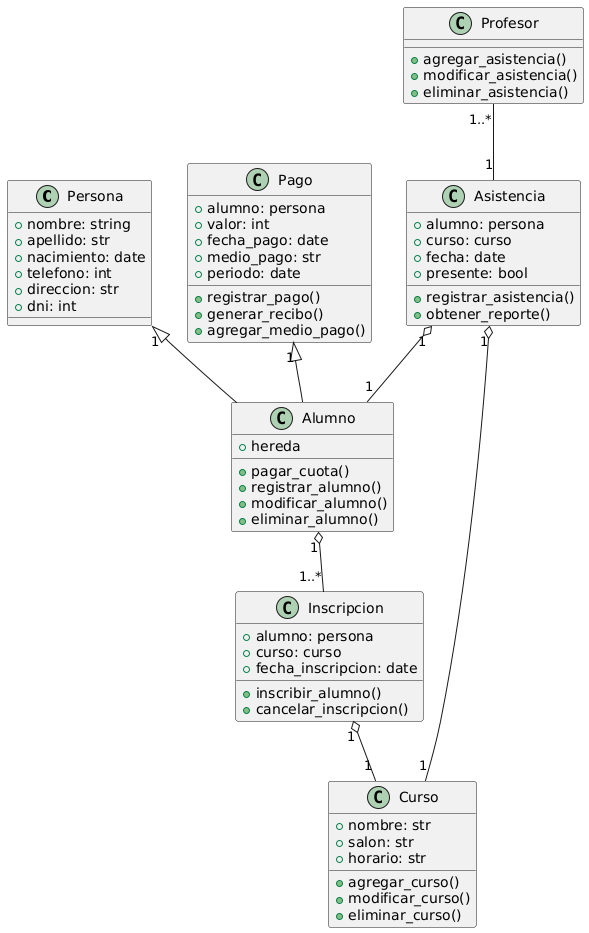 C Profesor
agregar_asistencia()
modificar_asistencia()
eliminar_asistencia()
1..*
1
C Persona
nombre: string
apellido: str
nacimiento: date
telefono: int
direccion: str
dni: int
1
C Pago
alumno: persona
valor: int
fecha_pago: date
medio_pago: str
periodo: date
registrar_pago()
generar_recibo()
agregar_medio_pago()
1
C Asistencia
alumno: persona
curso: curso
fecha: date
presente: bool
registrar_asistencia()
obtener_reporte()
1
1
1
C Alumno
hereda
pagar_cuota()
registrar_alumno()
modificar_alumno()
eliminar_alumno()
1
1..*
C Inscripcion
alumno: persona
curso: curso
fecha_inscripcion: date
inscribir_alumno()
cancelar_inscripcion()
1
1
1
C Curso
nombre: str
salon: str
horario: str
agregar_curso()
modificar_curso()
eliminar_curso()